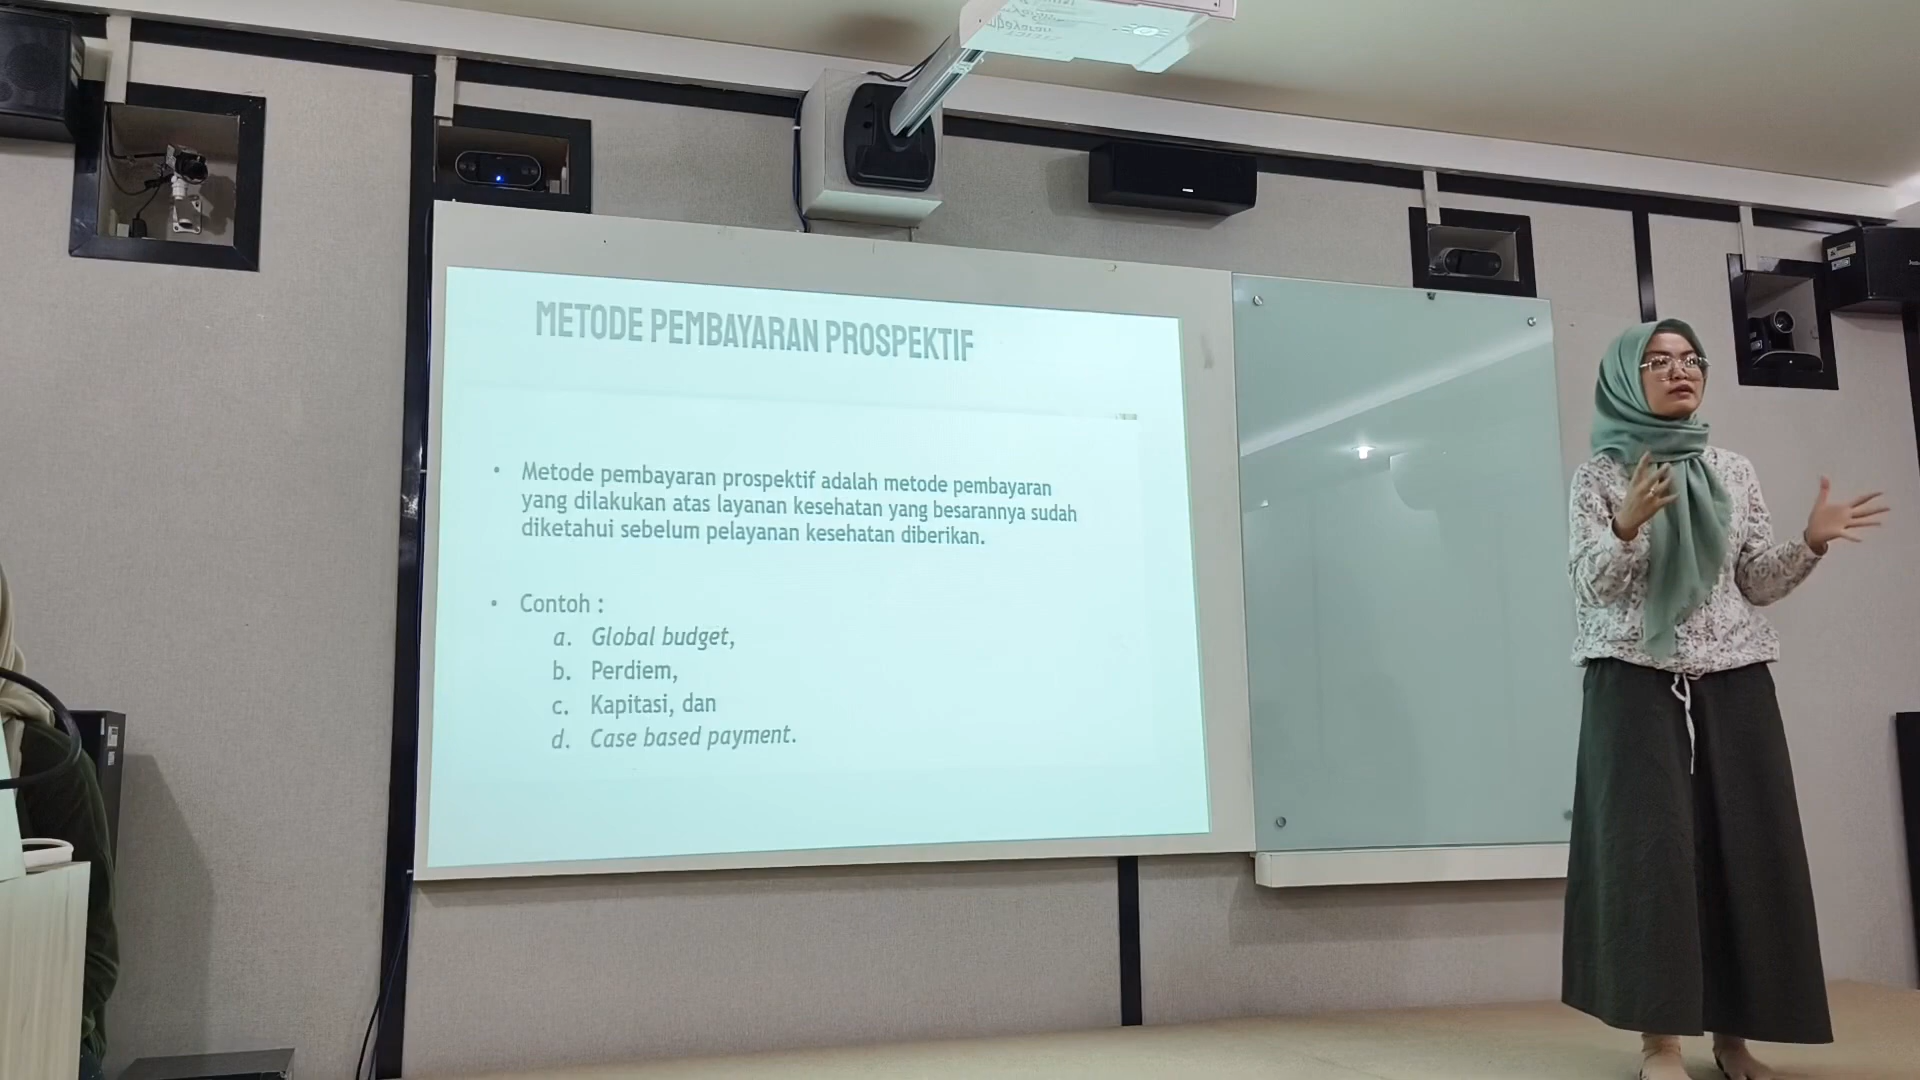 METODE PEMBAYARAN PROSPEKTIF
• Metode pembayaran prospektif adalah metode pembayaran
yang dilakukan atas layanan kesehatan yang besarannya sudah
diketahui sebelum pelayanan kesehatan diberikan.
• Contoh :
a. Global budget,
b. Perdiem,
c. Kapitasi, dan
d. Case based payment.